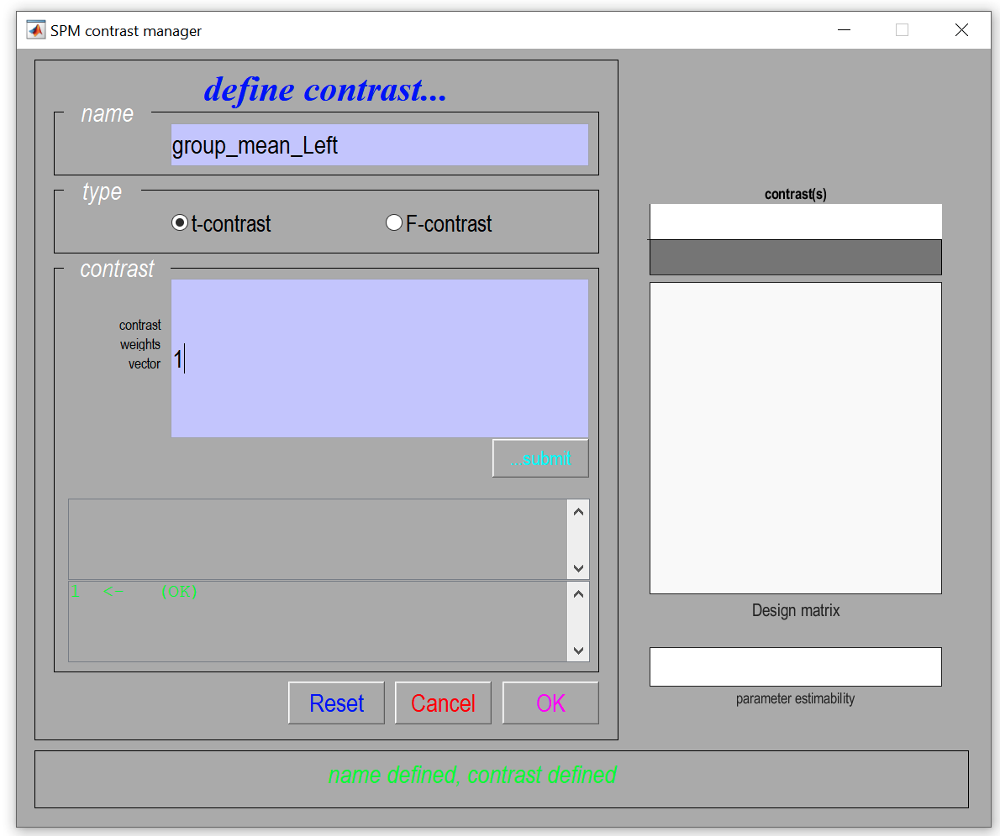 SPM contrast manager
define contrast...
name
group_mean_Left
type
t-contrast
F-contrast
contrast
contrast
weights
vector
1
...submit
1 <- (OK)
Reset
Cancel
OK
contrast(s)
Design matrix
parameter estimability
name defined, contrast defined